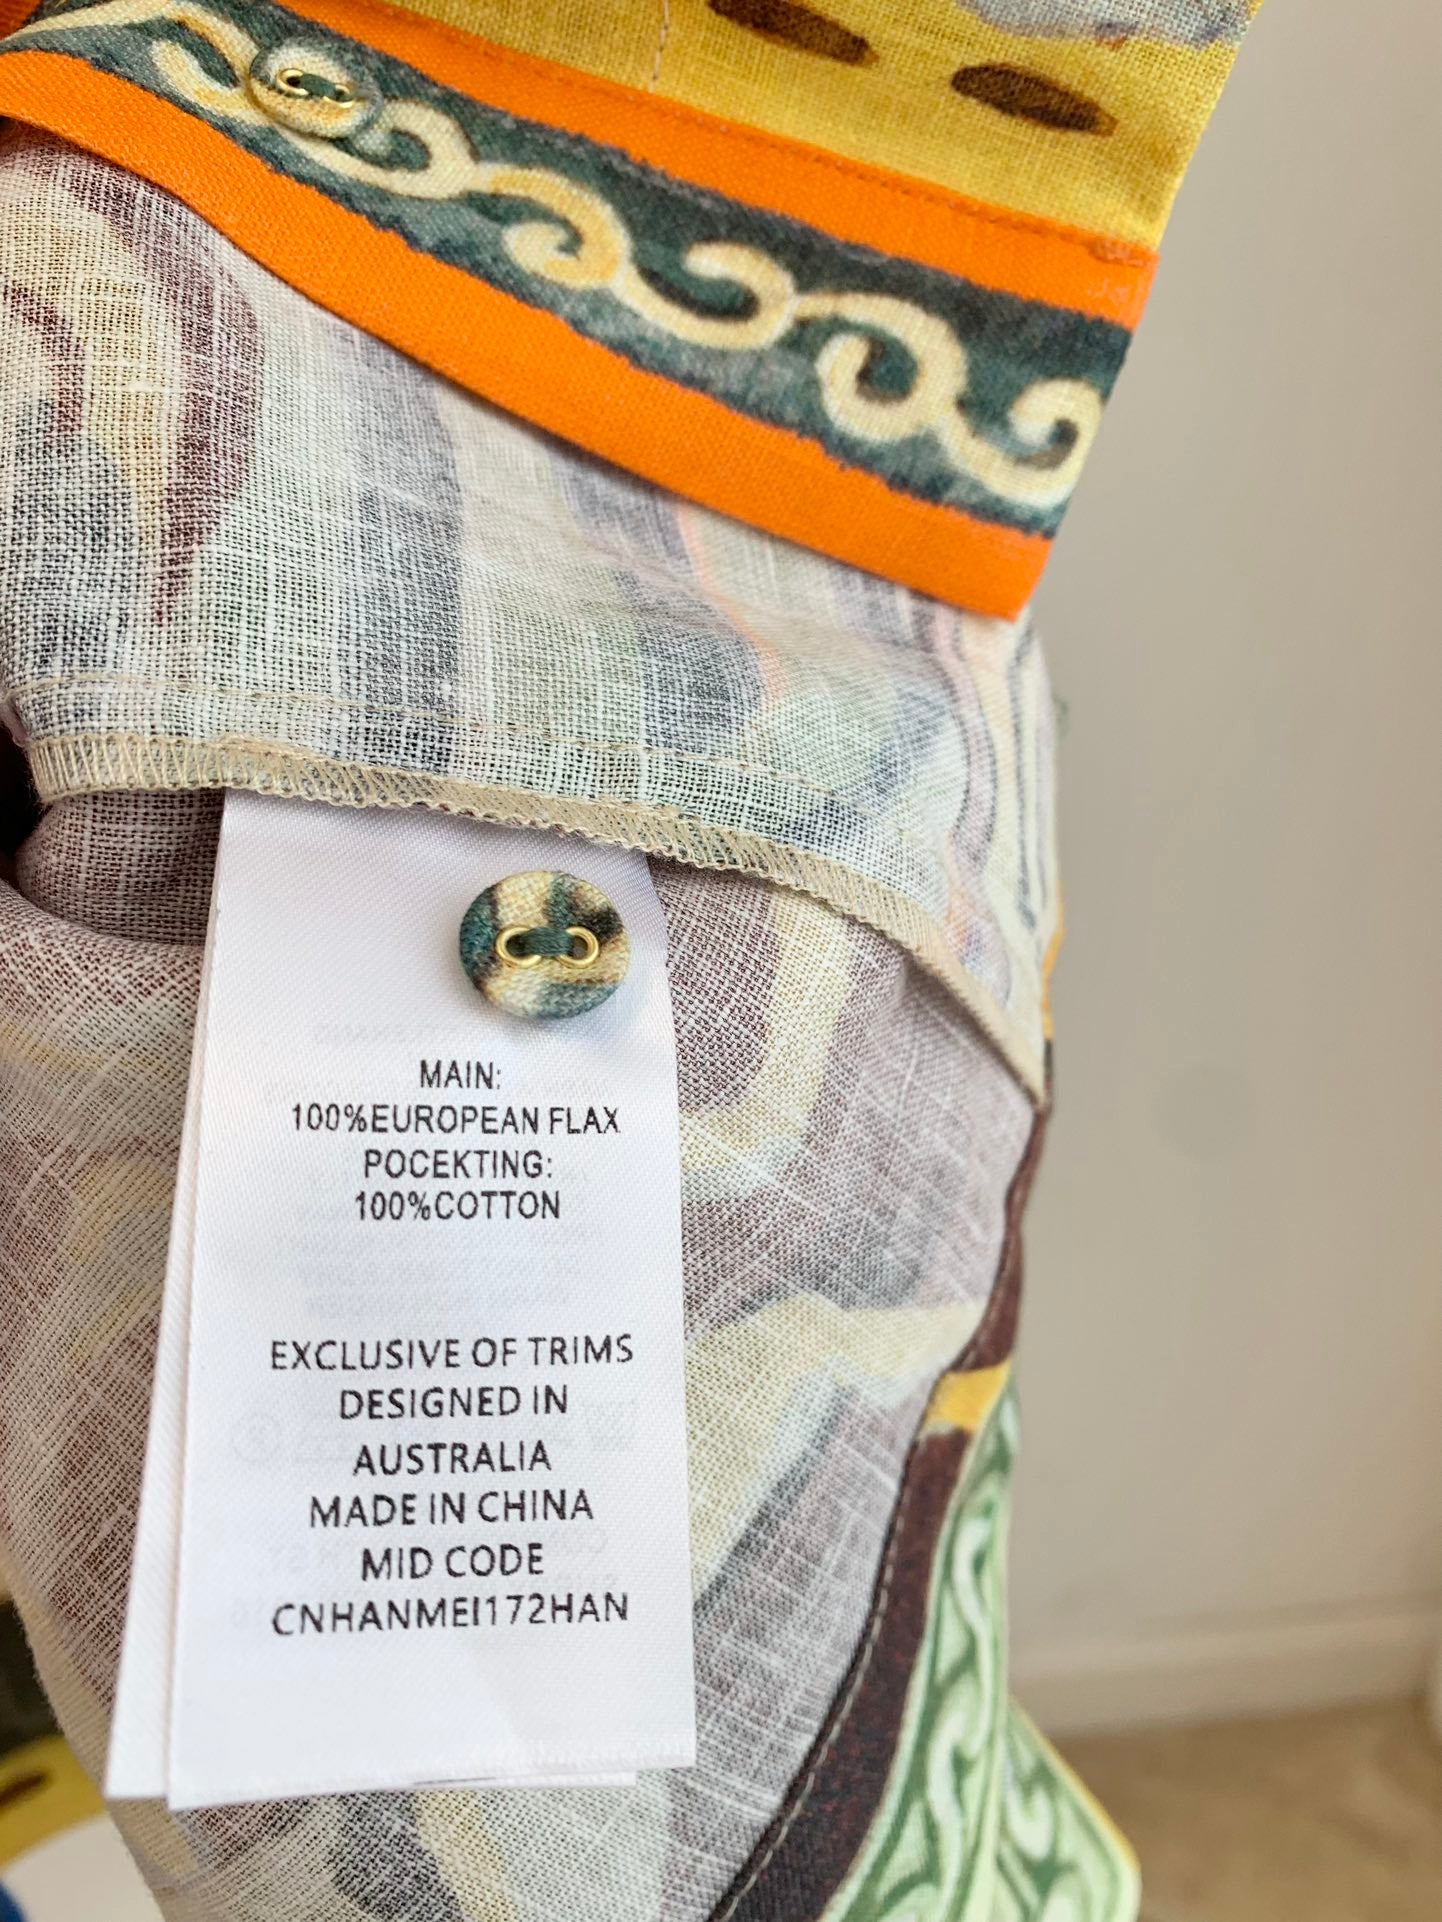 MAIN:
100%EUROPEAN FLAX
POCEKTING:
100%COTTON
EXCLUSIVE OF TRIMS
DESIGNED IN
AUSTRALIA
MADE IN CHINA
MID CODE
CNHANMEI172HAN